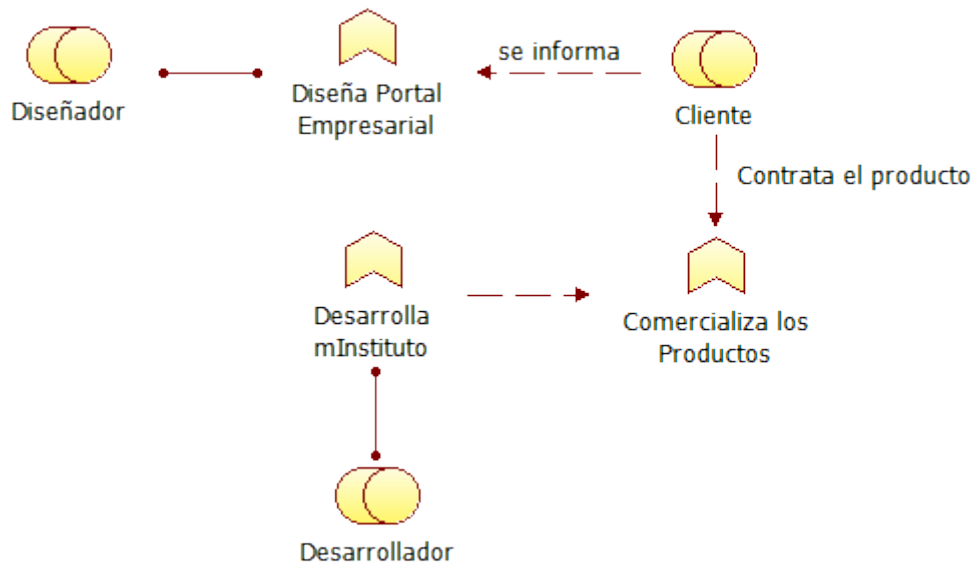 Diseñador
Diseña Portal
Empresarial
se informa
Cliente
Contrata el producto
Desarrolla
mInstituto
Comercializa los
Productos
Desarrollador